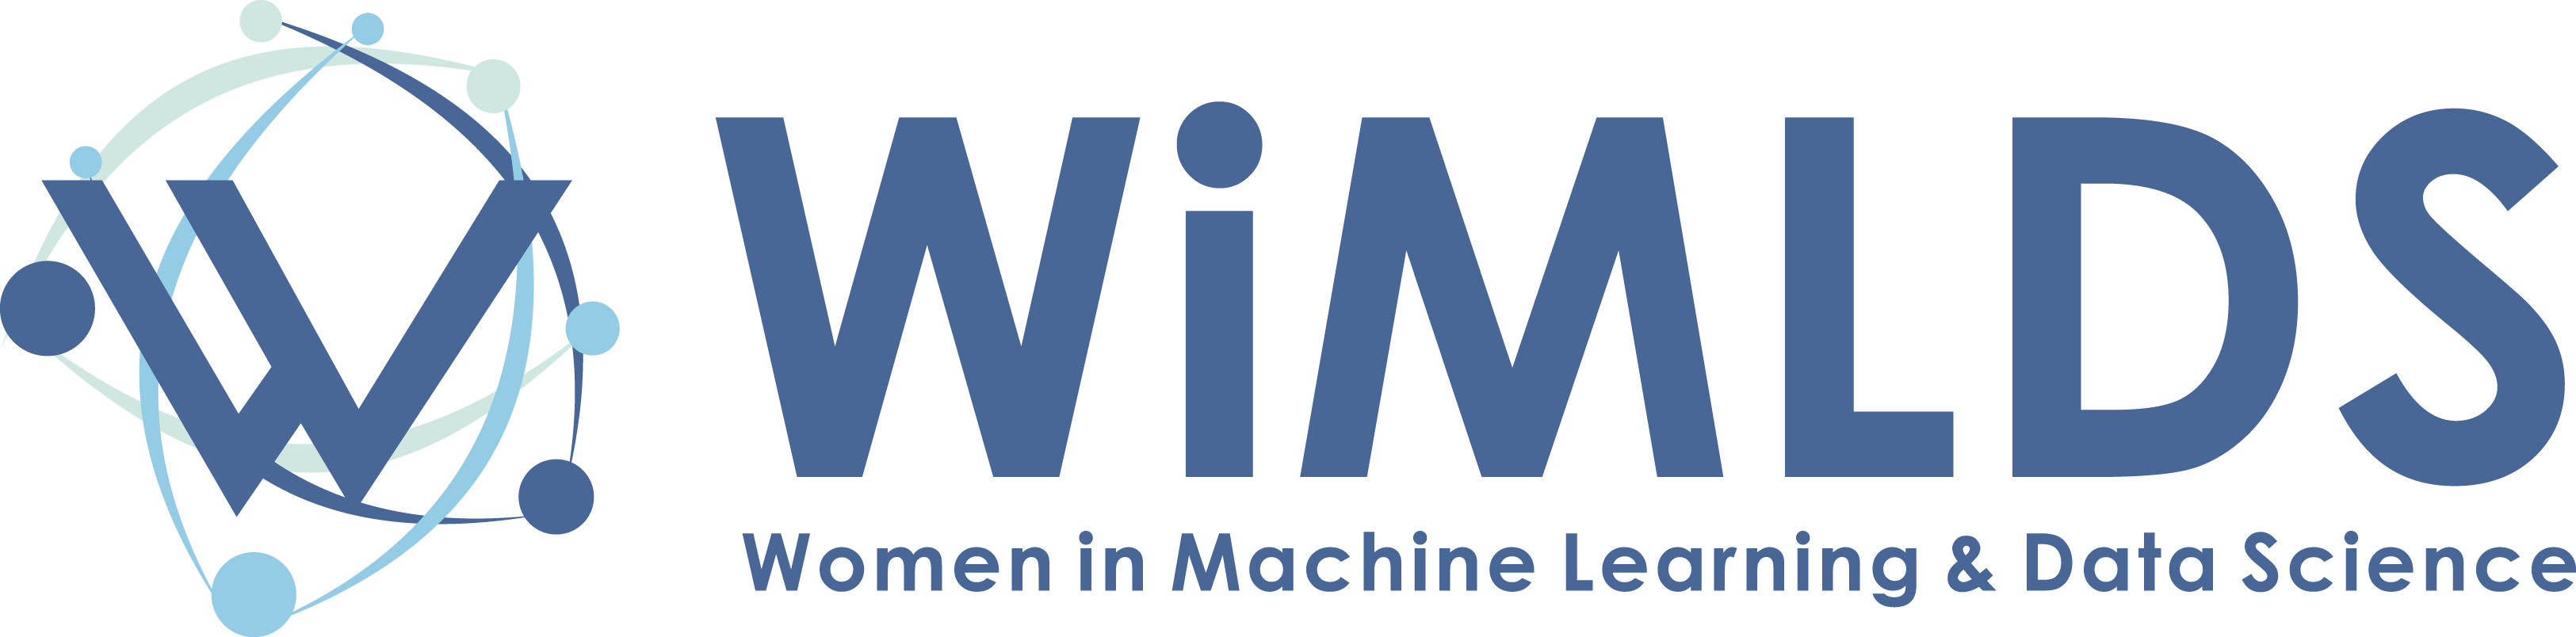 W
WiMLDS
Women in Machine Learning & Data Science